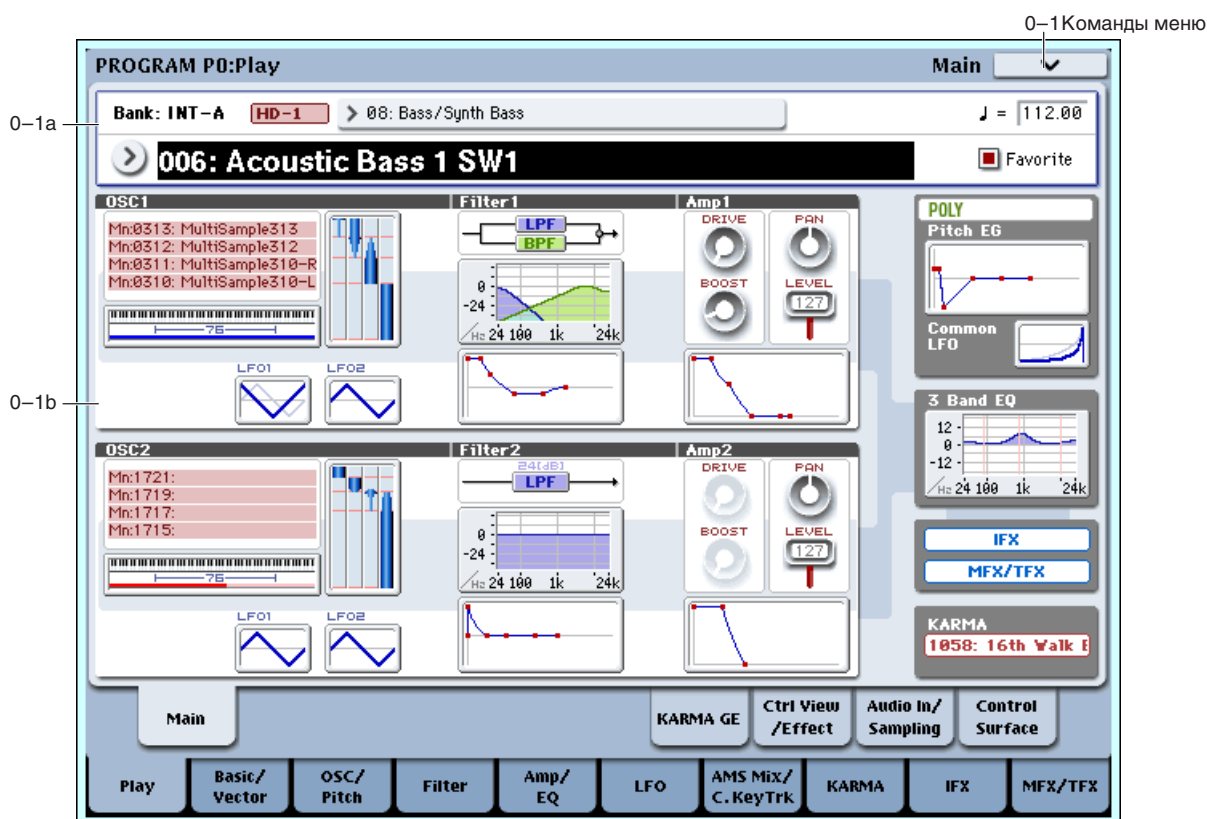 0–1Команды меню
PROGRAM P0:Play
Main
0–1a
Bank: INT-A HD-1 08: Bass/Synth Bass ♩ = 112.00
006: Acoustic Bass 1 SW1
Favorite
OSC1 Filter1 Amp1
Mn:0313: MultiSample313
Mn:0312: MultiSample312
Mn:0311: MultiSample310-R
Mn:0310: MultiSample310-L
76
LFO1 LFO2
LPF
BPF
0
-24
Hz 24 100 1k 24k
DRIVE PAN
BOOST LEVEL
127
POLY
Pitch EG
Common
LFO
0–1b
3 Band EQ
12
0
-12
Hz 24 100 1k 24k
OSC2 Filter2 Amp2
Mn:1721:
Mn:1719:
Mn:1717:
Mn:1715:
76
LFO1 LFO2
24[dB]
LPF
0
-24
Hz 24 100 1k 24k
DRIVE PAN
BOOST LEVEL
127
IFX
MFX/TFX
KARMA
1058: 16th Walk
Main
KARMA GE
Ctrl View
/Effect
Audio In/
Sampling
Control
Surface
Play
Basic/
Vector
OSC/
Pitch
Filter
Amp/
EQ
LFO
AMS Mix/
C.KeyTrk
KARMA
IFX
MFX/TFX